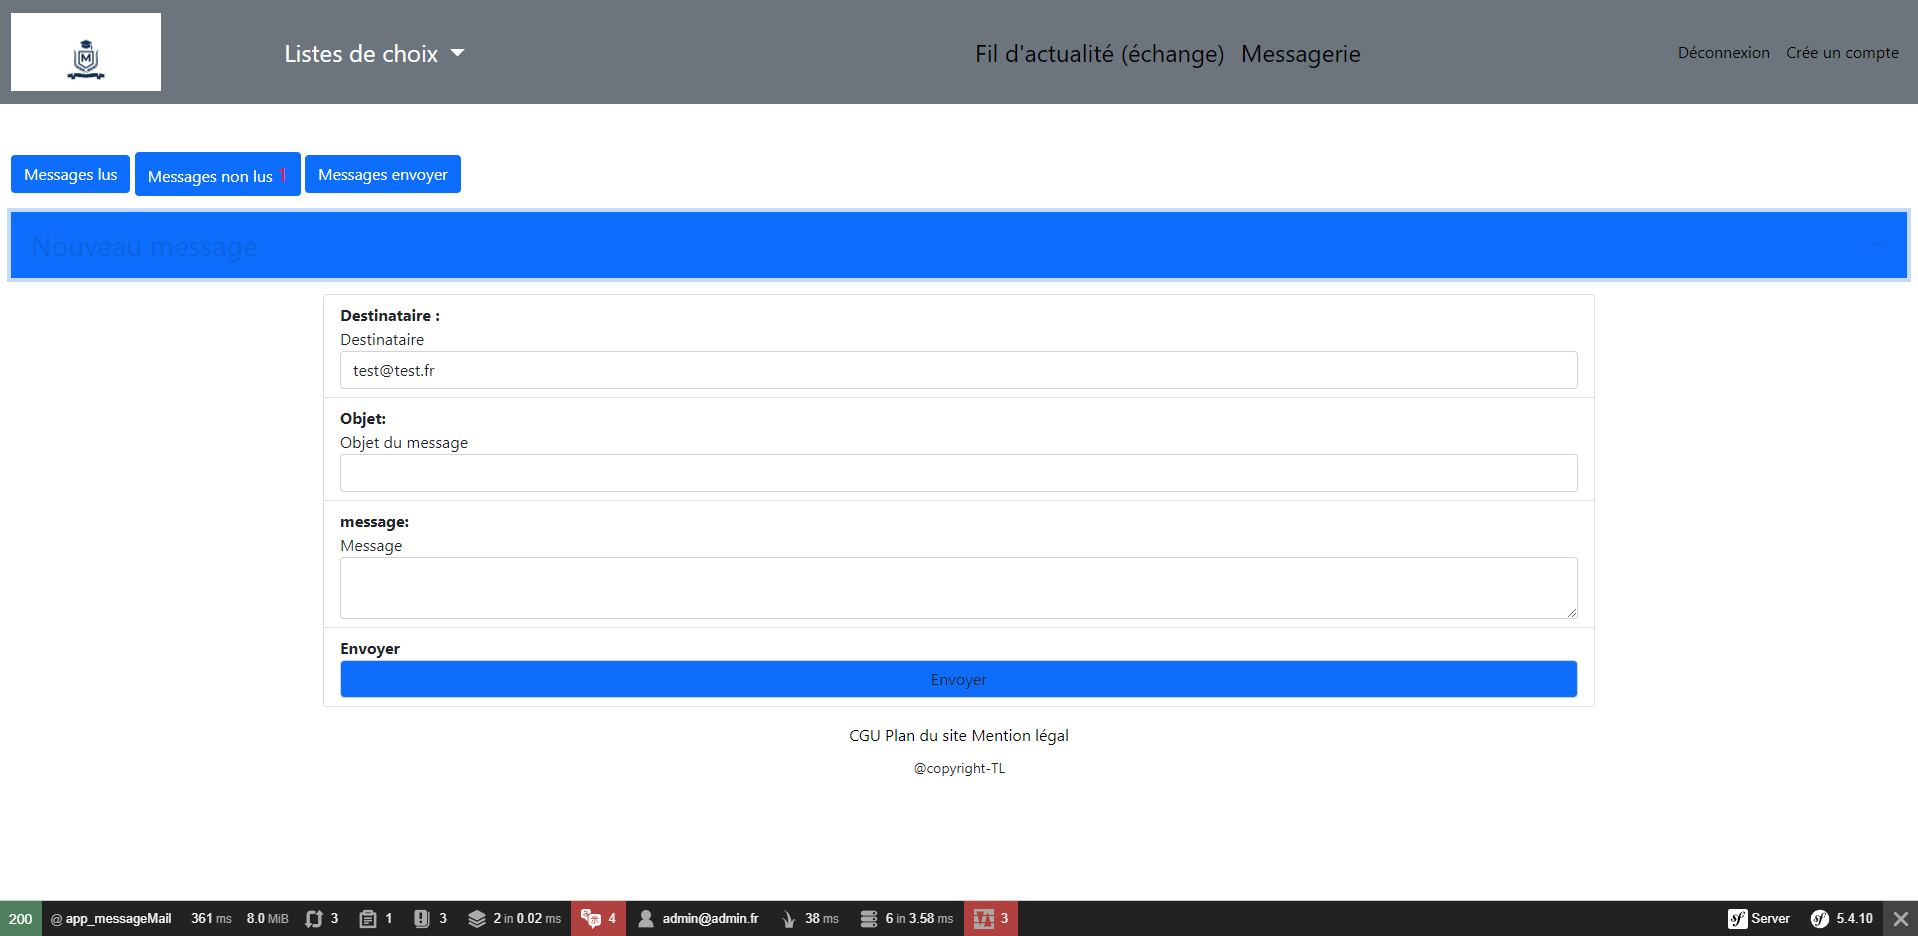 M
Listes de choix
Fil d'actualité (échange) Messagerie
Déconnexion Crée un compte
Messages lus
Messages non lus 1
Messages envoyer
Nouveau message
Destinataire :
Destinataire
test@test.fr
Objet:
Objet du message
message:
Message
Envoyer
Envoyer
CGU Plan du site Mention légal
@copyright-TL
200 @ app_messageMail 361 ms 8.0 MiB 3 1 3 2 in 0.02 ms 4 admin@admin.fr 38 ms 6 in 3.58 ms 3 sf Server sf 5.4.10